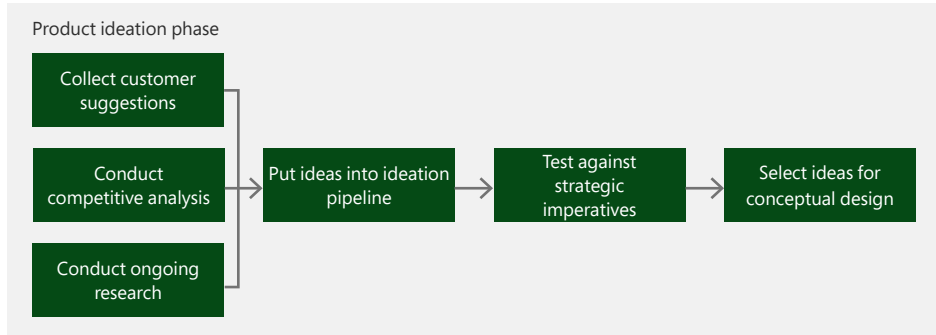 Product ideation phase
Collect customer
suggestions
Conduct
competitive analysis
Conduct ongoing
research
Put ideas into ideation
pipeline
Test against
strategic
imperatives
Select ideas for
conceptual design